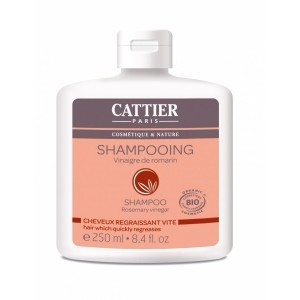 CATTIER
PARIS
COSMÉTIQUE & NATURE
SHAMPOOING
Vinaigre de romarin
SHAMPOO
Rosemary vinegar
BIO
CHEVEUX REGRAISSANT VITE
hair which quickly regreases
e 250 ml • 8.4 fl. oz